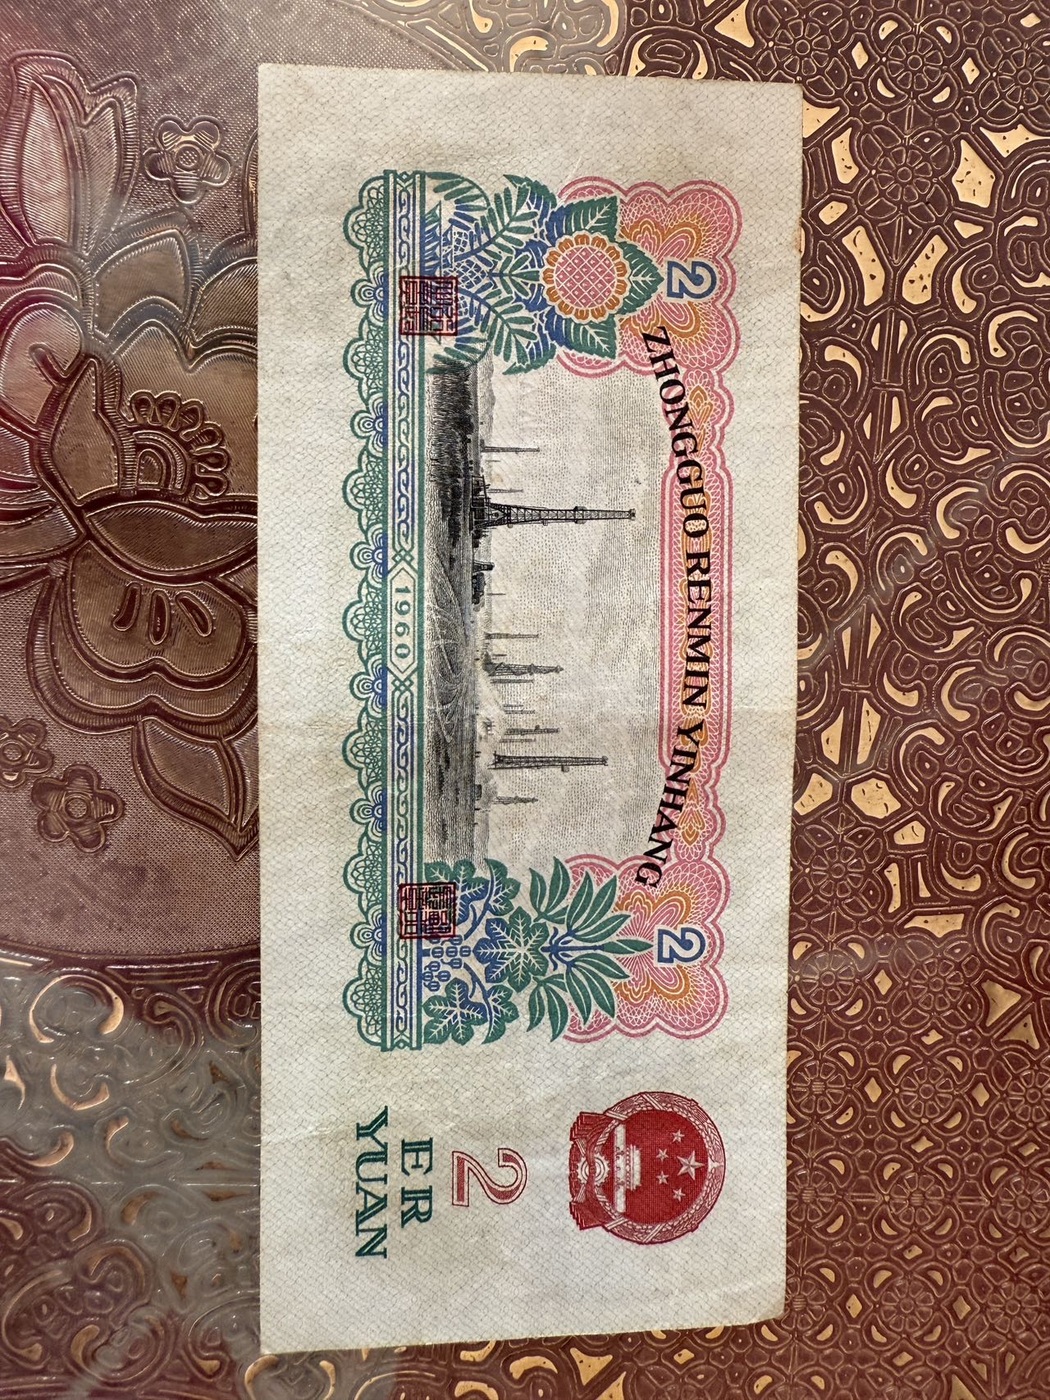 2
ZHONGGUO RENMIN YINHANG
2
1960
2
ER
YUAN